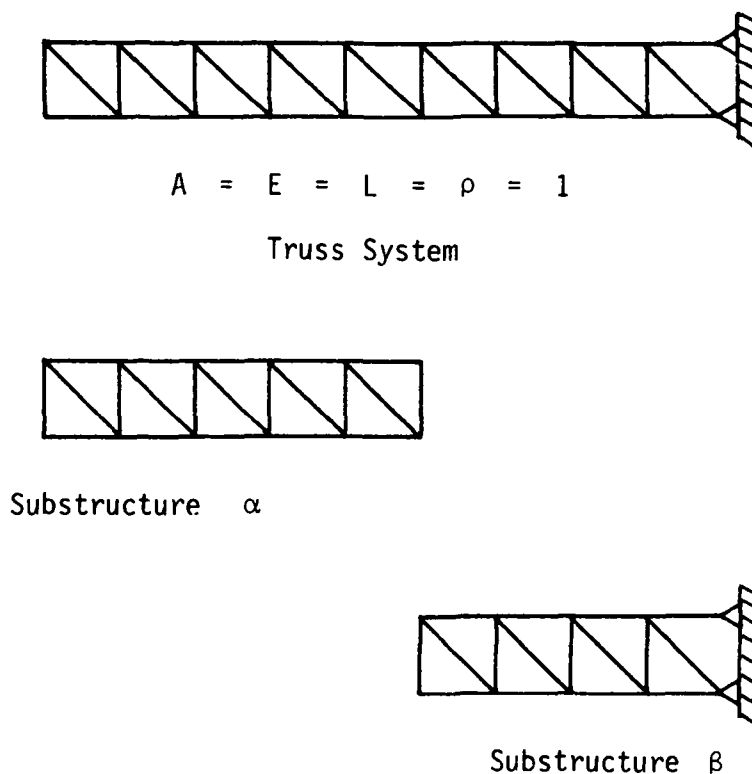 A = E = L = ρ = 1
Truss System
Substructure α
Substructure β